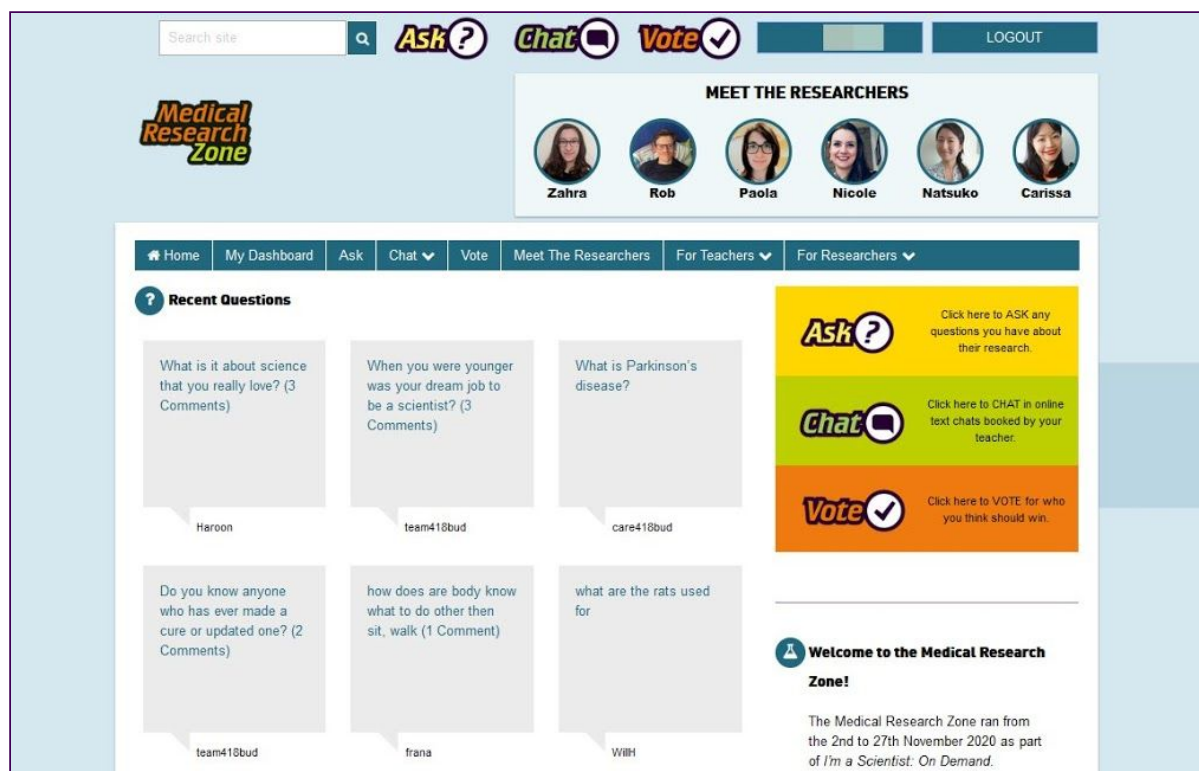 Search site
Ask?
Chat
Vote
LOGOUT
Medical
Research
Zone
MEET THE RESEARCHERS
Zahra
Rob
Paola
Nicole
Natsuko
Carissa
Home
My Dashboard
Ask
Chat
Vote
Meet The Researchers
For Teachers
For Researchers
? Recent Questions
What is it about science
that you really love? (3
Comments)
Haroon
When you were younger
was your dream job to
be a scientist? (3
Comments)
team418bud
What is Parkinson's
disease?
care418bud
Do you know anyone
who has ever made a
cure or updated one? (2
Comments)
team418bud
how does are body know
what to do other then
sit, walk (1 Comment)
frana
what are the rats used
for
WillH
Ask?
Click here to ASK any
questions you have about
their research.
Chat
Click here to CHAT in online
text chats booked by your
teacher.
Vote
Click here to VOTE for who
you think should win.
Welcome to the Medical Research
Zone!
The Medical Research Zone ran from
the 2nd to 27th November 2020 as part
of I'm a Scientist: On Demand.